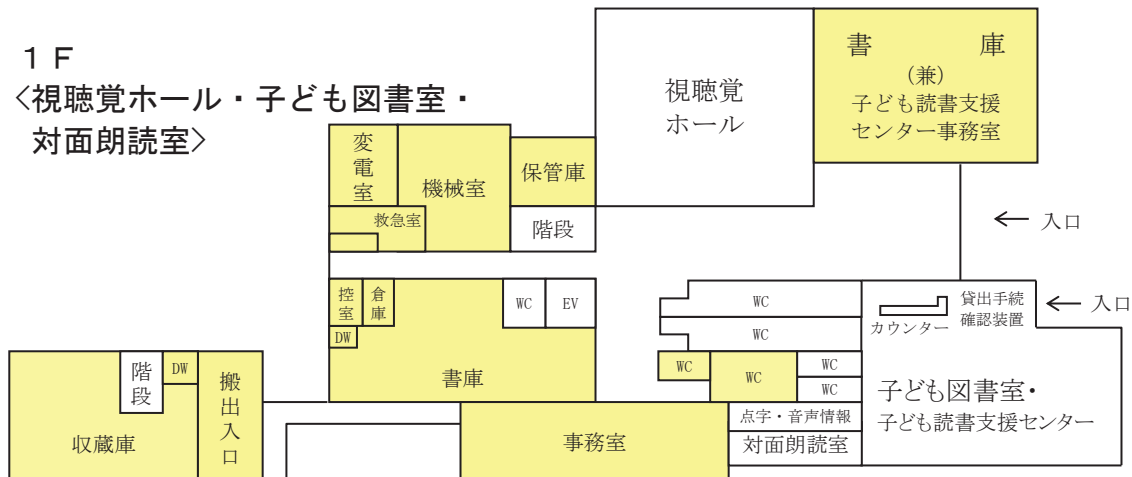 １Ｆ
<視聴覚ホール・子ども図書室・
対面朗読室>
視聴覚
ホール
書　　庫
（兼）
子ども読書支援
センター事務室
変電室
機械室
保管庫
救急室
階段
← 入口
控室
倉庫
DW
WC
EV
書庫
WC
WC
WC
WC
WC
WC
カウンター
貸出手続
確認装置
← 入口
子ども図書室・
子ども読書支援センター
点字・音声情報
対面朗読室
階段
DW
搬出入口
収蔵庫
事務室